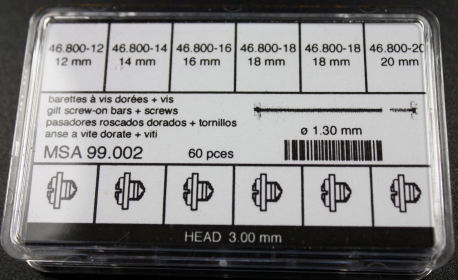 46.800-12 46.800-14 46.800-16 46.800-18 46.800-18 46.800-20
12 mm 14 mm 16 mm 18 mm 18 mm 20 mm
barettes à vis dorées + vis
gilt screw-on bars + screws
pasadores roscados dorados + tornillos
anse a vite dorate + viti
ø 1.30 mm
MSA 99.002 60 pces
HEAD 3.00 mm